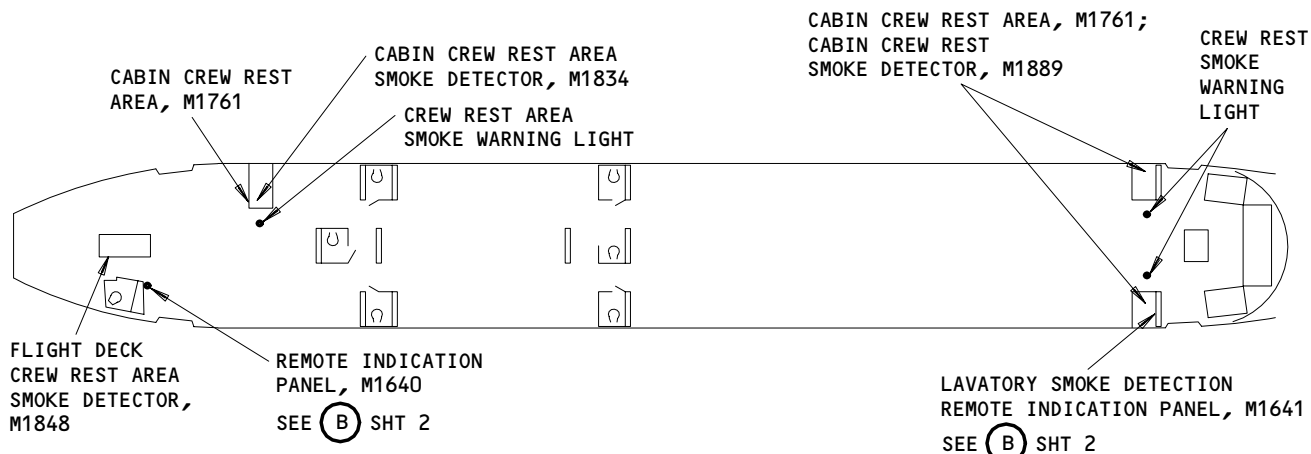 CABIN CREW REST AREA, M1761;
CABIN CREW REST
SMOKE DETECTOR, M1889
CREW REST
SMOKE
WARNING
LIGHT
CABIN CREW REST AREA
SMOKE DETECTOR, M1834
CABIN CREW REST
AREA, M1761
CREW REST AREA
SMOKE WARNING LIGHT
FLIGHT DECK
CREW REST AREA
SMOKE DETECTOR,
M1848
REMOTE INDICATION
PANEL, M1640
SEE B SHT 2
LAVATORY SMOKE DETECTION
REMOTE INDICATION PANEL, M1641
SEE B SHT 2